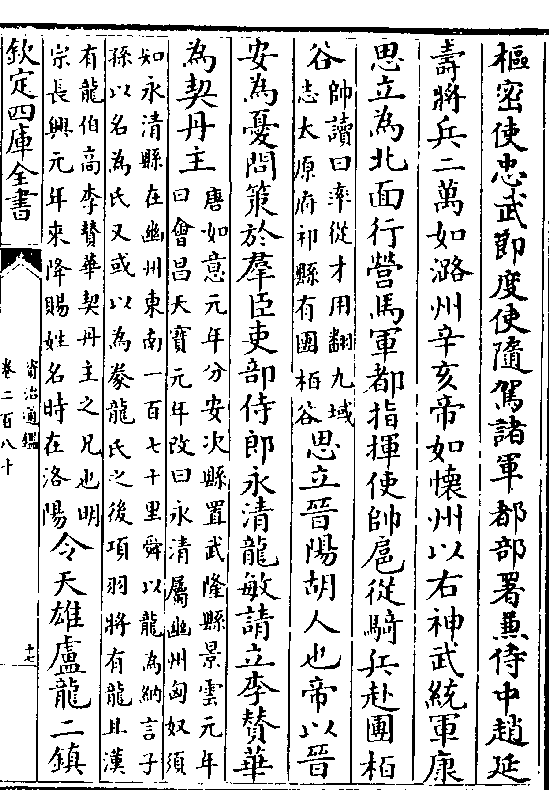 樞密使忠武節度使隨駕諸軍都部署兼侍中趙延
壽將兵二萬如潞州辛亥帝如懷州以右神武統軍康
思立為北面行營馬軍都指揮使帥扈從騎兵赴團柏
谷帥讀曰率從才用翻九域
志太原府祁縣有團柏谷思立晉陽胡人也帝以晉
安為憂問策於羣臣吏部侍郎永清龍敏請立李贊華
為契丹主唐如意元年分安次縣置武隆縣景雲元年
曰會昌天寶元年改曰永清屬幽州匈奴須
知永清縣在幽州東南一百七十里舜以龍為納言子
孫以名為氏又或以為豢龍氏之後項羽將有龍且漢
有龍伯高李贊華契丹主之兄也明
宗長興元年來降賜姓名時在洛陽令天雄盧龍二鎮
欽定四庫全書
資治通鑑
卷二百八十
十七